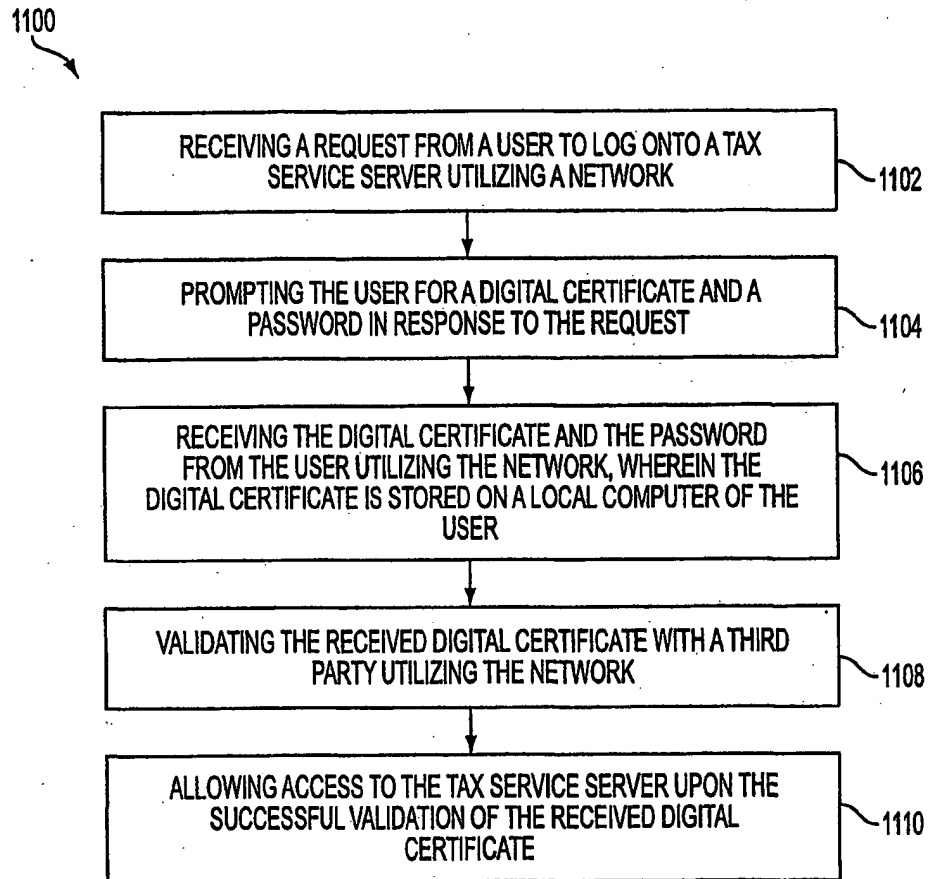 1100
RECEIVING A REQUEST FROM A USER TO LOG ONTO A TAX
SERVICE SERVER UTILIZING A NETWORK
1102
PROMPTING THE USER FOR A DIGITAL CERTIFICATE AND A
PASSWORD IN RESPONSE TO THE REQUEST
1104
RECEIVING THE DIGITAL CERTIFICATE AND THE PASSWORD
FROM THE USER UTILIZING THE NETWORK, WHEREIN THE
DIGITAL CERTIFICATE IS STORED ON A LOCAL COMPUTER OF THE
USER
1106
VALIDATING THE RECEIVED DIGITAL CERTIFICATE WITH A THIRD
PARTY UTILIZING THE NETWORK
1108
ALLOWING ACCESS TO THE TAX SERVICE SERVER UPON THE
SUCCESSFUL VALIDATION OF THE RECEIVED DIGITAL
CERTIFICATE
1110